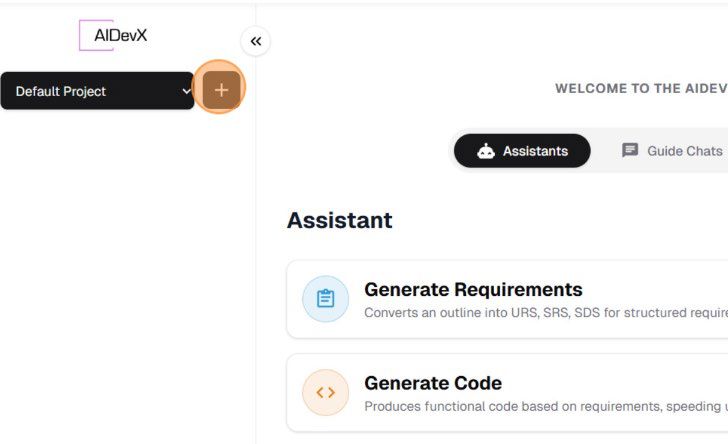 AIDevX
Default Project
WELCOME TO THE AIDEV
Assistants
Guide Chats
Assistant
Generate Requirements
Converts an outline into URS, SRS, SDS for structured require
Generate Code
Produces functional code based on requirements, speeding u